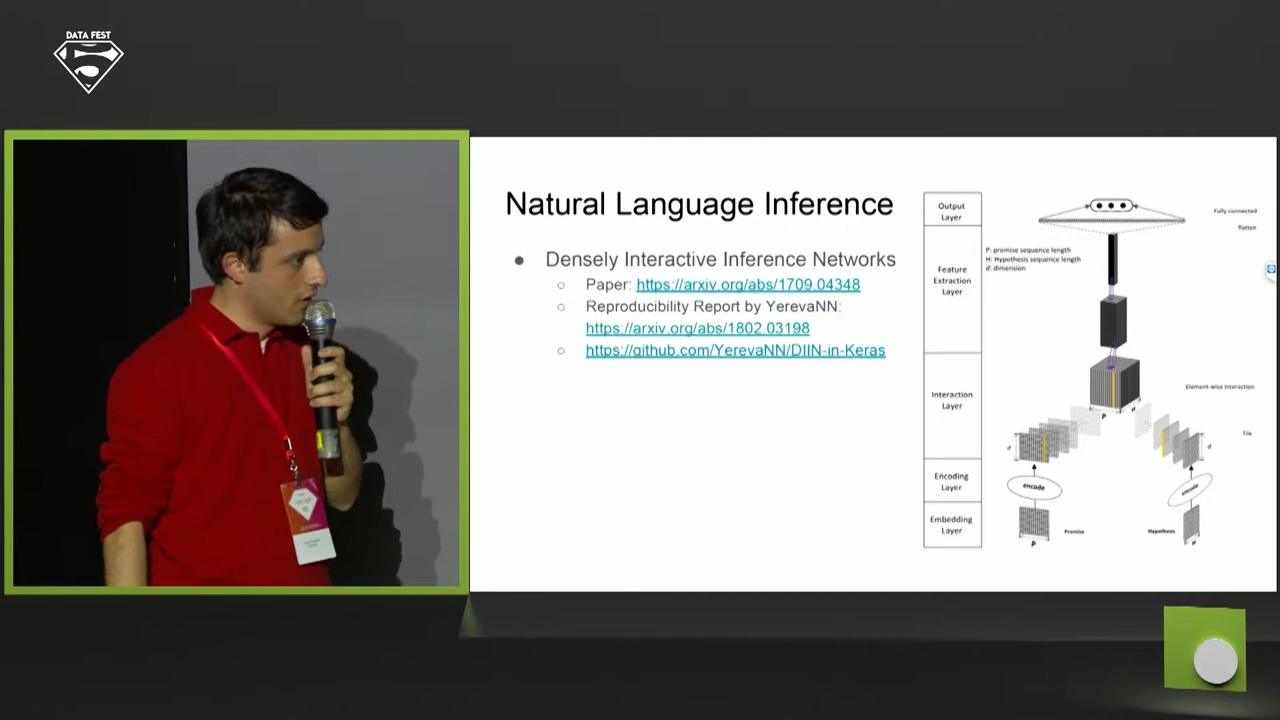 DATA FEST
Natural Language Inference
● Densely Interactive Inference Networks
○ Paper: https://arxiv.org/abs/1709.04348
○ Reproducibility Report by YerevaNN:
https://arxiv.org/abs/1802.03198
○ https://github.com/YerevaNN/DIIN-in-Keras
Output
Layer
Fully connected
flatten
P: premise sequence length
H: Hypothesis sequence length
d: dimension
Feature
Extraction
Layer
Element-wise Interaction
Interaction
Layer
P
H
Tile
d
d
Encoding
Layer
encode
encode
Embedding
Layer
Premise
Hypothesis
P
H